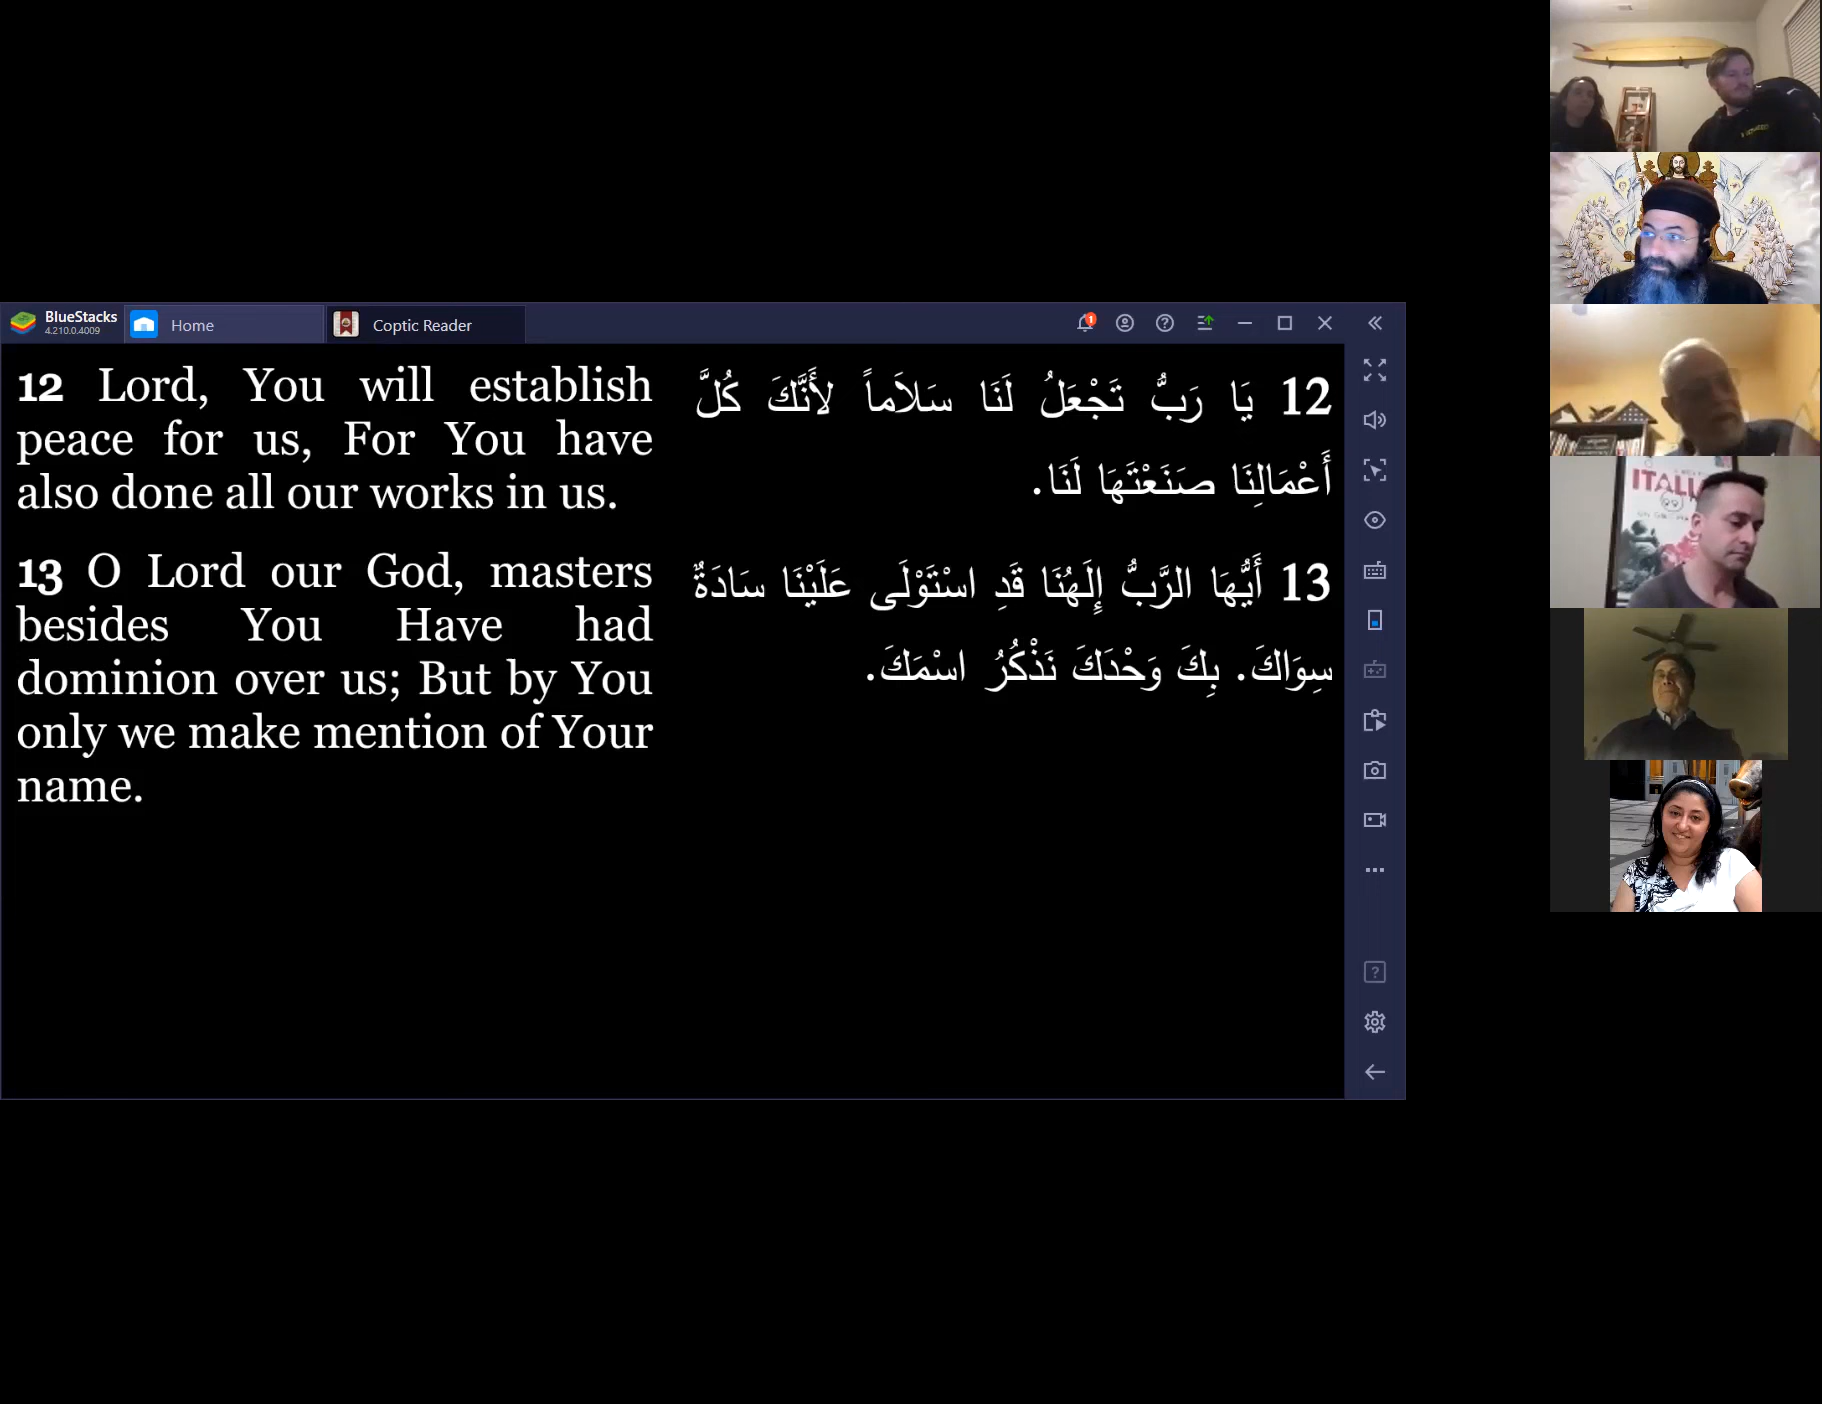 BlueStacks
4.210.0.4009
Home
Coptic Reader
1
12 Lord, You will establish
peace for us, For You have
also done all our works in us.
13 O Lord our God, masters
besides You Have had
dominion over us; But by You
only we make mention of Your
name.
12 يَا رَبُّ تَجْعَلُ لَنَا سَلاَماً لأَنَّكَ كُلَّ
أَعْمَالِنَا صَنَعْتَهَا لَنَا.
13 أَيُّهَا الرَّبُّ إِلَهُنَا قَدِ اسْتَوْلَى عَلَيْنَا سَادَةٌ
سِوَاكَ. بِكَ وَحْدَكَ نَذْكُرُ اسْمَكَ.
ITALI